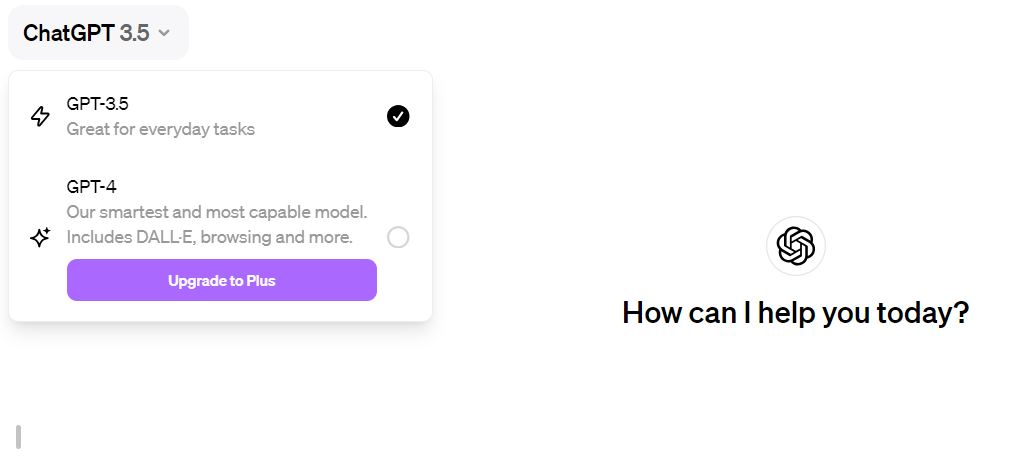 ChatGPT 3.5
GPT-3.5
Great for everyday tasks
GPT-4
Our smartest and most capable model.
Includes DALL·E, browsing and more.
Upgrade to Plus
How can I help you today?